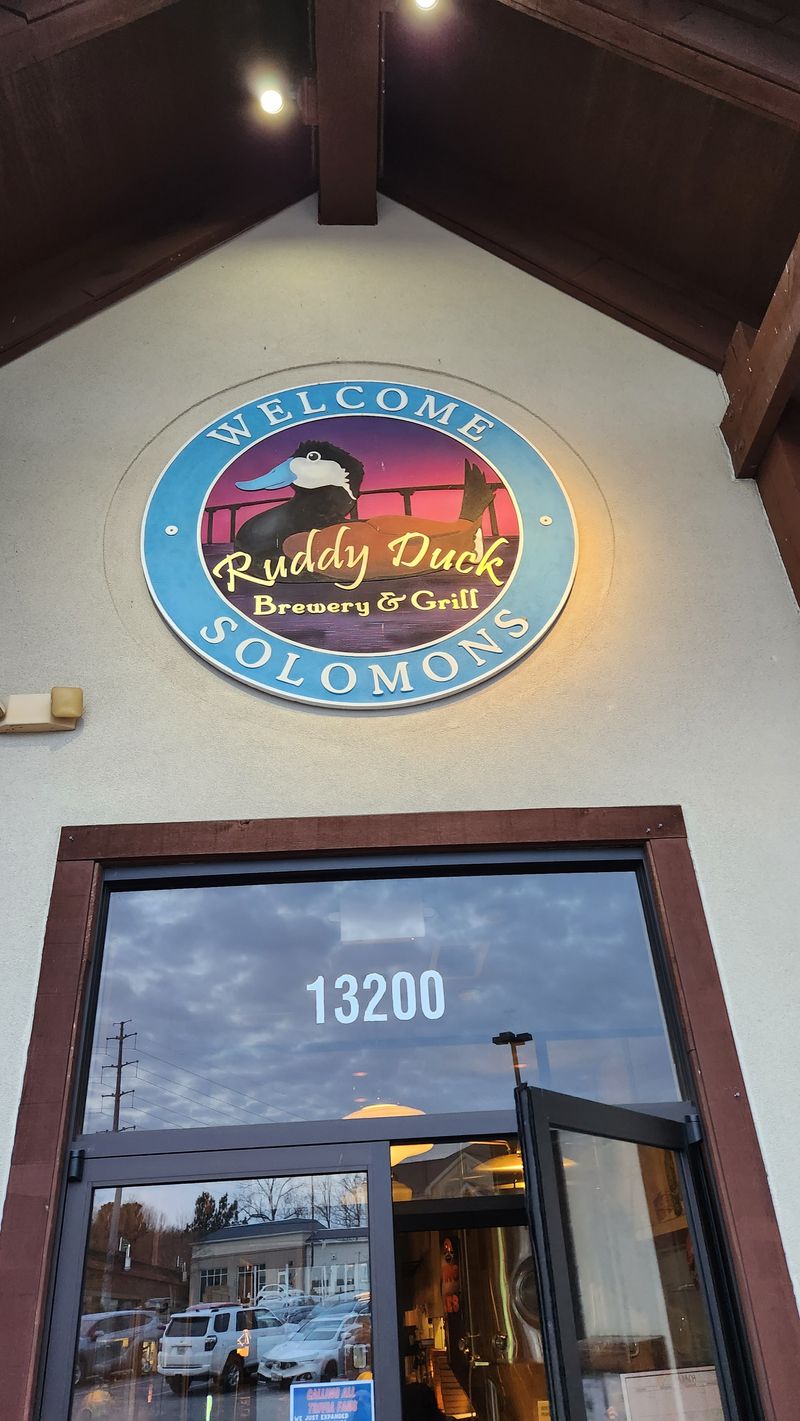 WELCOME
Ruddy Duck
Brewery & Grill
SOLOMONS
13200
CALLING ALL
TRIVIA FANS
WE JUST EXPANDED